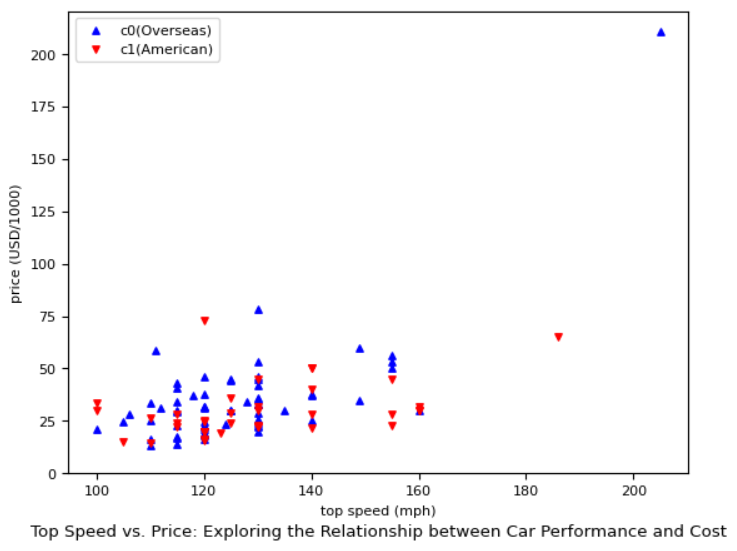 c0(Overseas)
c1(American)
200
175
150
125
100
75
50
25
0
price (USD/1000)
100 120 140 160 180 200
top speed (mph)
Top Speed vs. Price: Exploring the Relationship between Car Performance and Cost